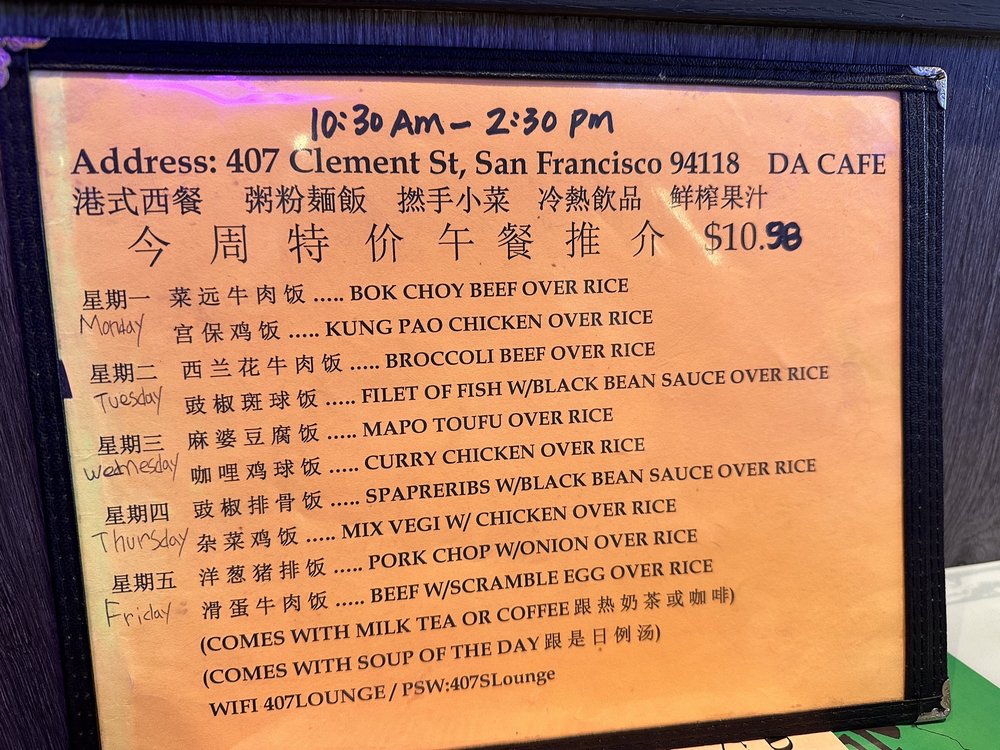 10:30 Am - 2:30 pm
Address: 407 Clement St, San Francisco 94118 DA CAFE
港式西餐 粥粉麵飯 撚手小菜 冷熱飲品 鲜榨果汁
今周特价午餐推介 $10.98
星期一 菜远牛肉饭 ..... BOK CHOY BEEF OVER RICE
Monday 宫保鸡饭 ..... KUNG PAO CHICKEN OVER RICE
星期二 西兰花牛肉饭 ..... BROCCOLI BEEF OVER RICE
Tuesday 豉椒斑球饭 ..... FILET OF FISH W/BLACK BEAN SAUCE OVER RICE
星期三 麻婆豆腐饭 ..... MAPO TOUFU OVER RICE
wednesday 咖哩鸡球饭 ..... CURRY CHICKEN OVER RICE
星期四 豉椒排骨饭 ..... SPAPRERIBS W/BLACK BEAN SAUCE OVER RICE
Thursday 杂菜鸡饭 ..... MIX VEGI W/ CHICKEN OVER RICE
星期五 洋葱猪排饭 ..... PORK CHOP W/ONION OVER RICE
Friday 滑蛋牛肉饭 ..... BEEF W/SCRAMBLE EGG OVER RICE
(COMES WITH MILK TEA OR COFFEE 跟热奶茶或咖啡)
(COMES WITH SOUP OF THE DAY 跟是日例汤)
WIFI 407LOUNGE / PSW:407SLounge